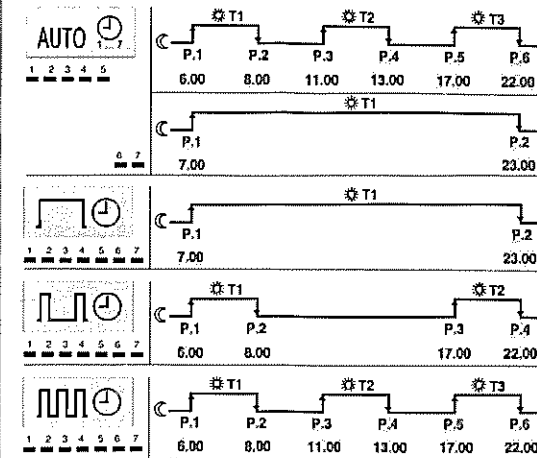 T1 T2 T3
AUTO 1 7
P.1 P.2 P.3 P.4 P.5 P.6
1 2 3 4 5
6.00 8.00 11.00 13.00 17.00 22.00
T1
P.1 P.2
6 7
7.00 23.00
T1
P.1 P.2
1 2 3 4 5 6 7
7.00 23.00
T1 T2
P.1 P.2 P.3 P.4
1 2 3 4 5 6 7
6.00 8.00 17.00 22.00
T1 T2 T3
P.1 P.2 P.3 P.4 P.5 P.6
1 2 3 4 5 6 7
6.00 8.00 11.00 13.00 17.00 22.00